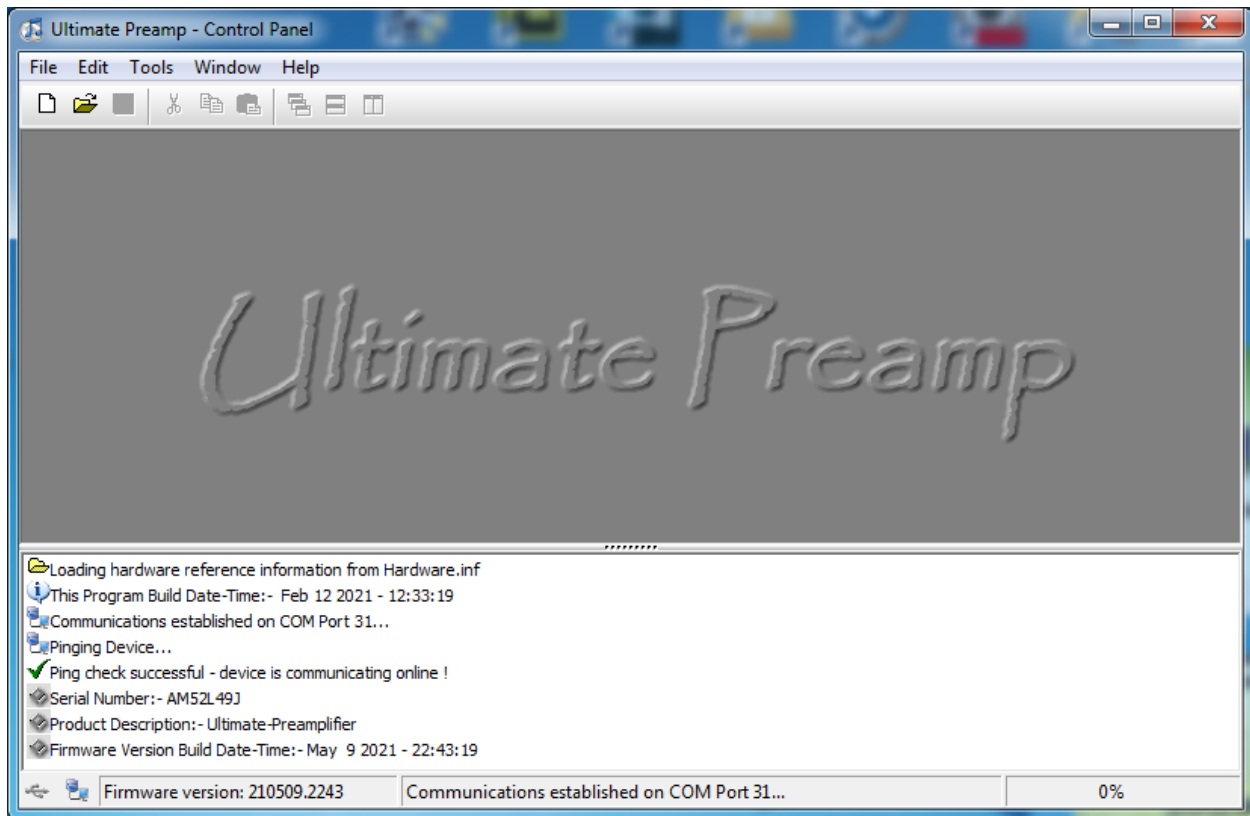 Ultimate Preamp - Control Panel
File Edit Tools Window Help
Ultimate Preamp
Loading hardware reference information from Hardware.inf
This Program Build Date-Time:- Feb 12 2021 - 12:33:19
Communications established on COM Port 31...
Pinging Device...
Ping check successful - device is communicating online !
Serial Number:- AM52L49J
Product Description:- Ultimate-Preamplifier
Firmware Version Build Date-Time:- May  9 2021 - 22:43:19
Firmware version: 210509.2243 Communications established on COM Port 31... 0%